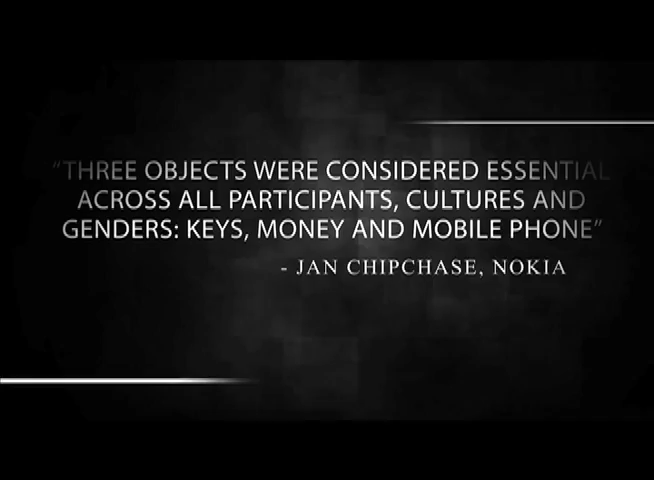 “THREE OBJECTS WERE CONSIDERED ESSENTIAL
ACROSS ALL PARTICIPANTS, CULTURES AND
GENDERS: KEYS, MONEY AND MOBILE PHONE”
- JAN CHIPCHASE, NOKIA